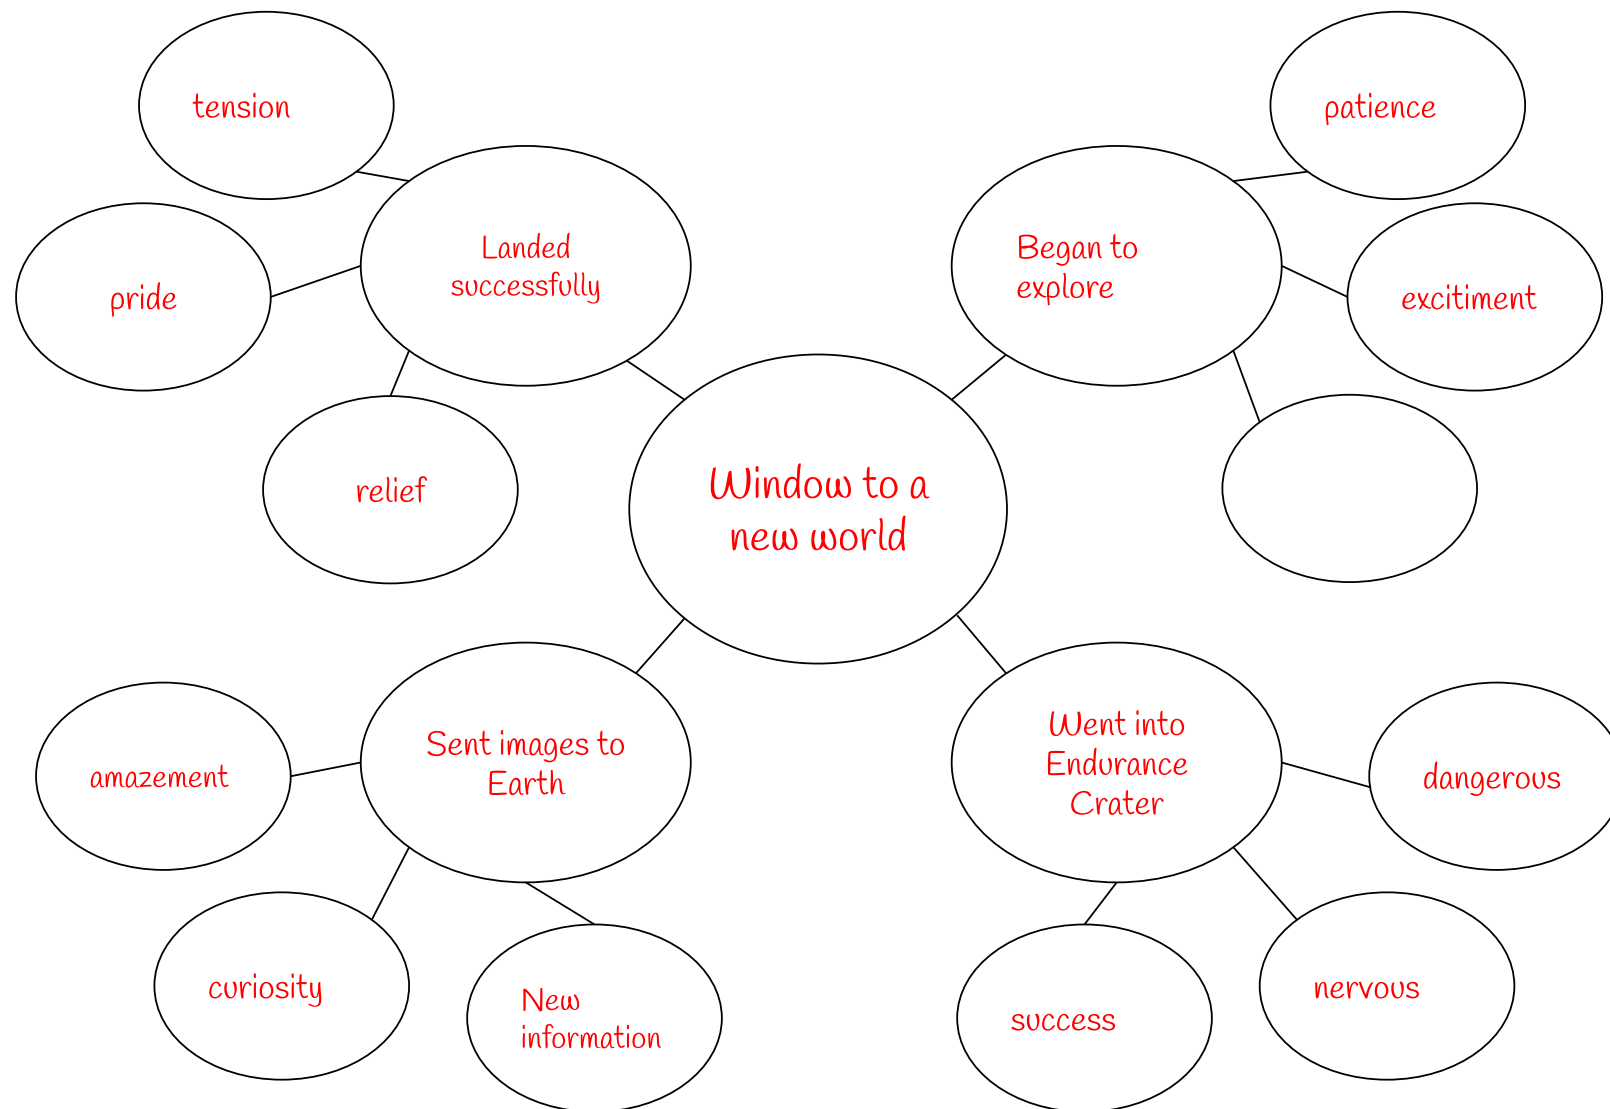 tension
pride
relief
Landed
successfully
Began to
explore
patience
excitiment
Window to a
new world
Sent images to
Earth
amazement
curiosity
New
information
Went into
Endurance
Crater
dangerous
nervous
success